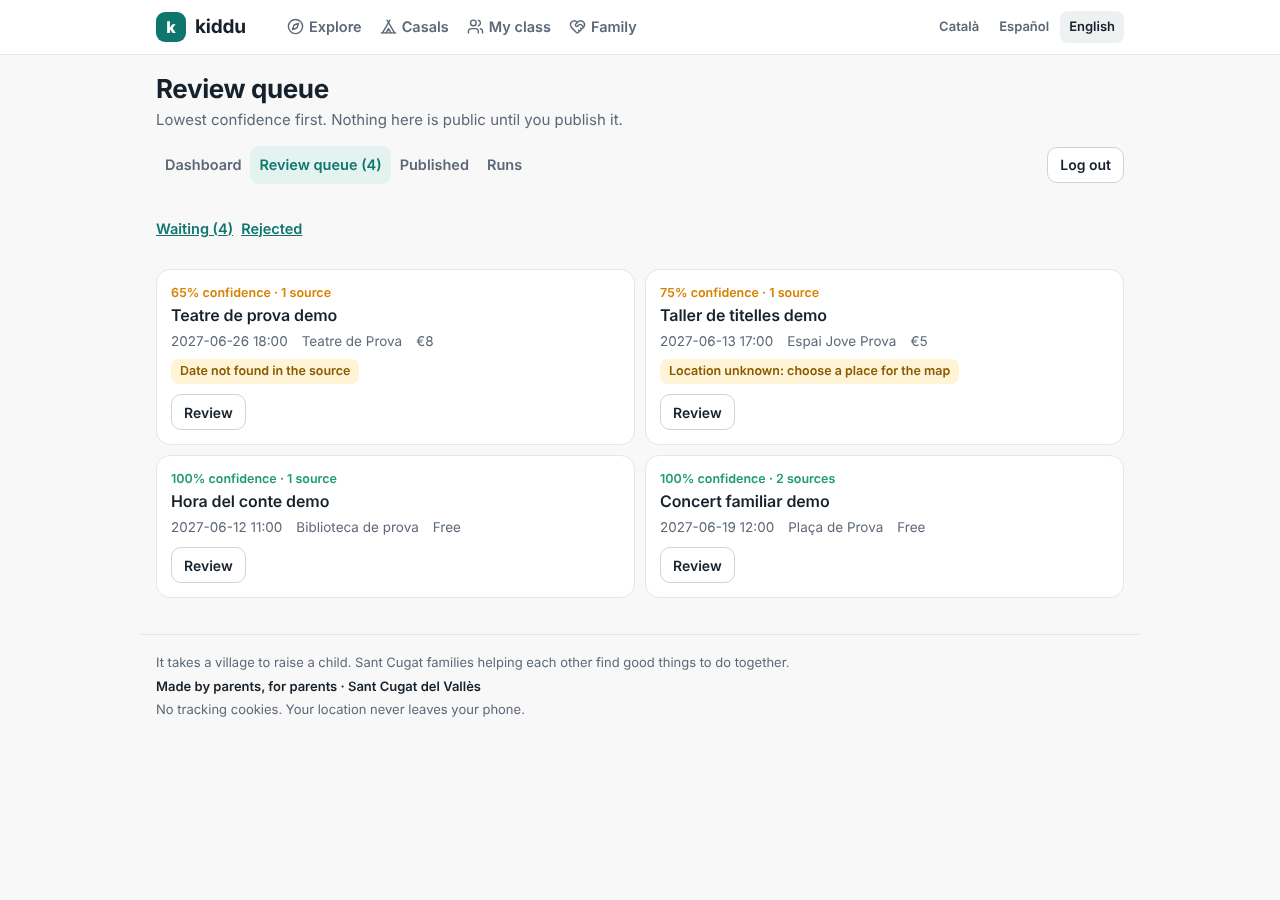 k kiddu Explore Casals My class Family Català Español English
Review queue
Lowest confidence first. Nothing here is public until you publish it.
Dashboard Review queue (4) Published Runs Log out
Waiting (4) Rejected
65% confidence · 1 source
Teatre de prova demo
2027-06-26 18:00 Teatre de Prova €8
Date not found in the source
Review
75% confidence · 1 source
Taller de titelles demo
2027-06-13 17:00 Espai Jove Prova €5
Location unknown: choose a place for the map
Review
100% confidence · 1 source
Hora del conte demo
2027-06-12 11:00 Biblioteca de prova Free
Review
100% confidence · 2 sources
Concert familiar demo
2027-06-19 12:00 Plaça de Prova Free
Review
It takes a village to raise a child. Sant Cugat families helping each other find good things to do together.
Made by parents, for parents · Sant Cugat del Vallès
No tracking cookies. Your location never leaves your phone.